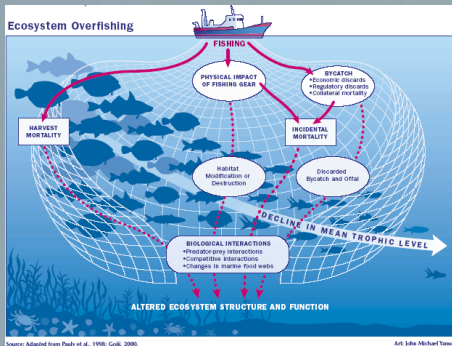 Ecosystem Overfishing
FISHING
PHYSICAL IMPACT
OF FISHING GEAR
BYCATCH
•Economic discards
•Regulatory discards
•Collateral mortality
HARVEST
MORTALITY
INCIDENTAL
MORTALITY
Habitat
Modification or
Destruction
Discarded
Bycatch and Offal
DECLINE IN MEAN TROPHIC LEVEL
BIOLOGICAL INTERACTIONS
•Predator-prey interactions
•Competitive interactions
•Changes in marine food webs
ALTERED ECOSYSTEM STRUCTURE AND FUNCTION
Source: Adapted from Pauly et al., 1998; Goñi, 2000.
Art: John Michael Yanson